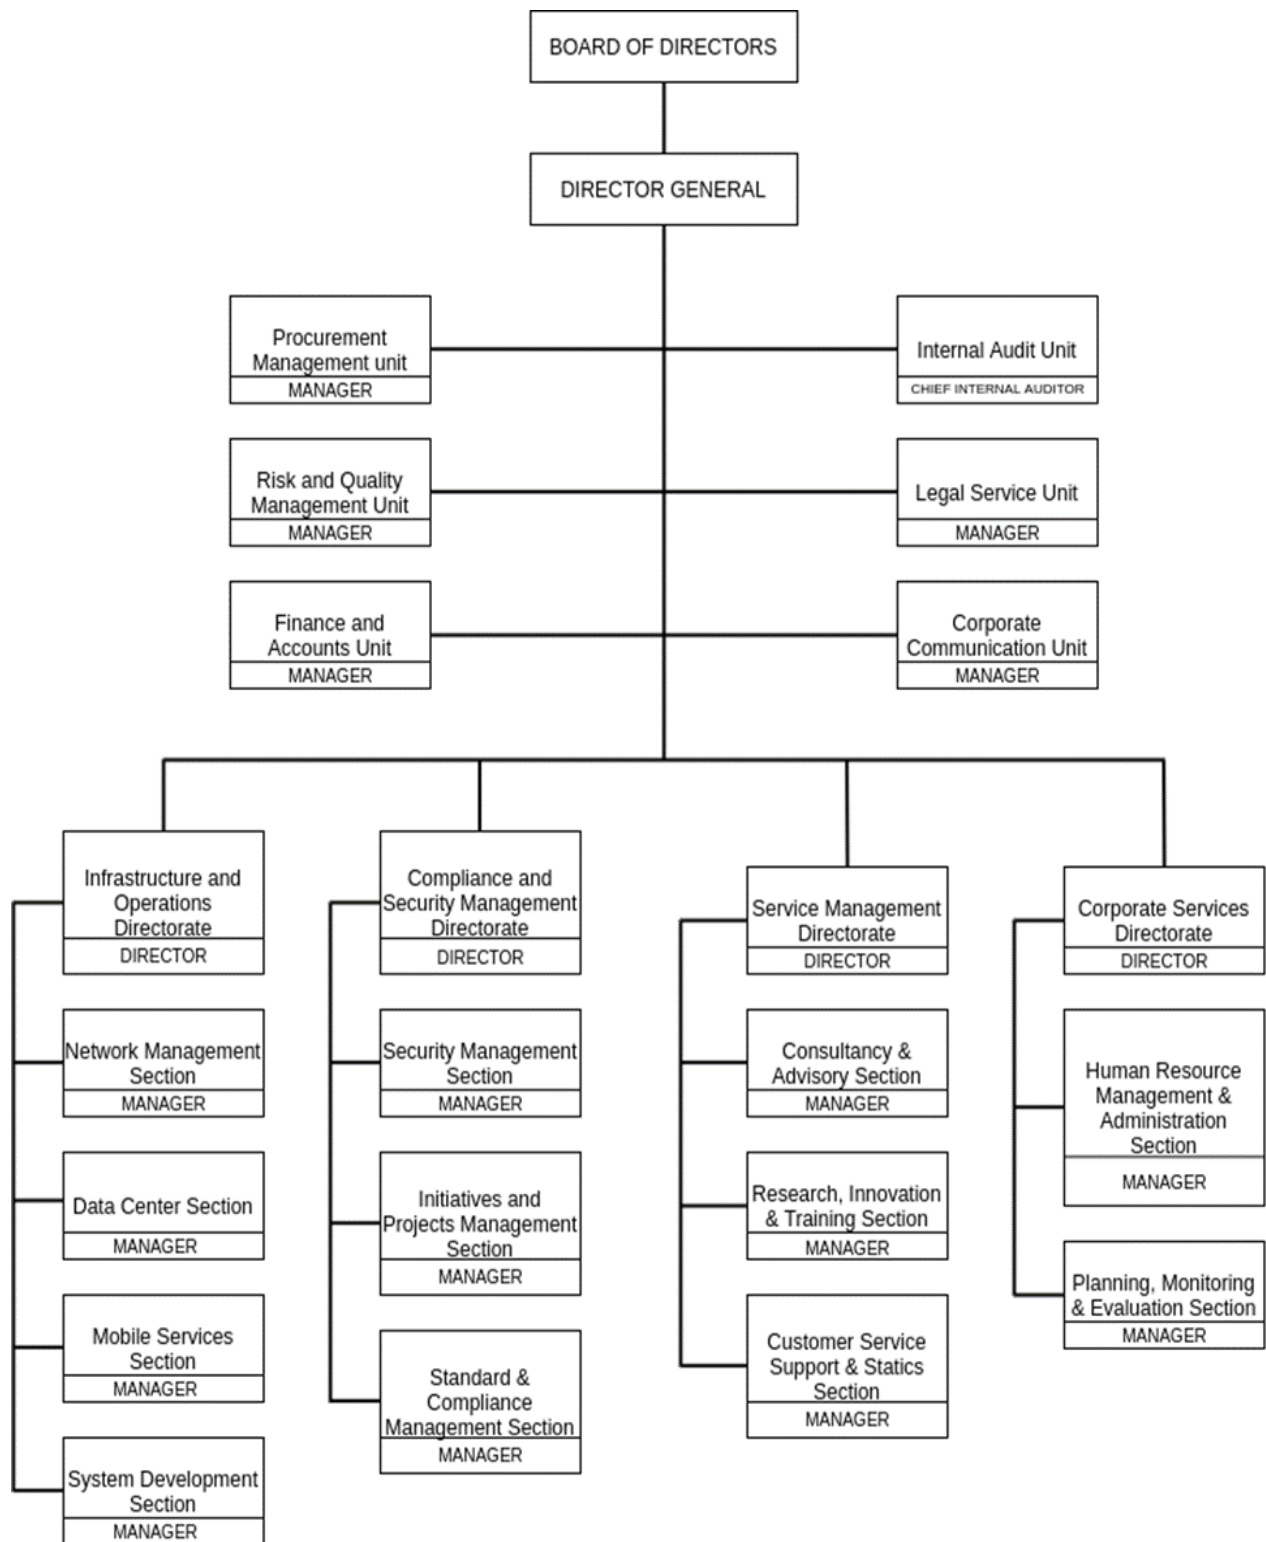 BOARD OF DIRECTORS
DIRECTOR GENERAL
Procurement
Management unit
MANAGER
Internal Audit Unit
CHIEF INTERNAL AUDITOR
Risk and Quality
Management Unit
MANAGER
Legal Service Unit
MANAGER
Finance and
Accounts Unit
MANAGER
Corporate
Communication Unit
MANAGER
Infrastructure and
Operations
Directorate
DIRECTOR
Network Management
Section
MANAGER
Data Center Section
MANAGER
Mobile Services
Section
MANAGER
System Development
Section
MANAGER
Compliance and
Security Management
Directorate
DIRECTOR
Security Management
Section
MANAGER
Initiatives and
Projects Management
Section
MANAGER
Standard &
Compliance
Management Section
MANAGER
Service Management
Directorate
DIRECTOR
Consultancy &
Advisory Section
MANAGER
Research, Innovation
& Training Section
MANAGER
Customer Service
Support & Statics
Section
MANAGER
Corporate Services
Directorate
DIRECTOR
Human Resource
Management &
Administration
Section
MANAGER
Planning, Monitoring
& Evaluation Section
MANAGER